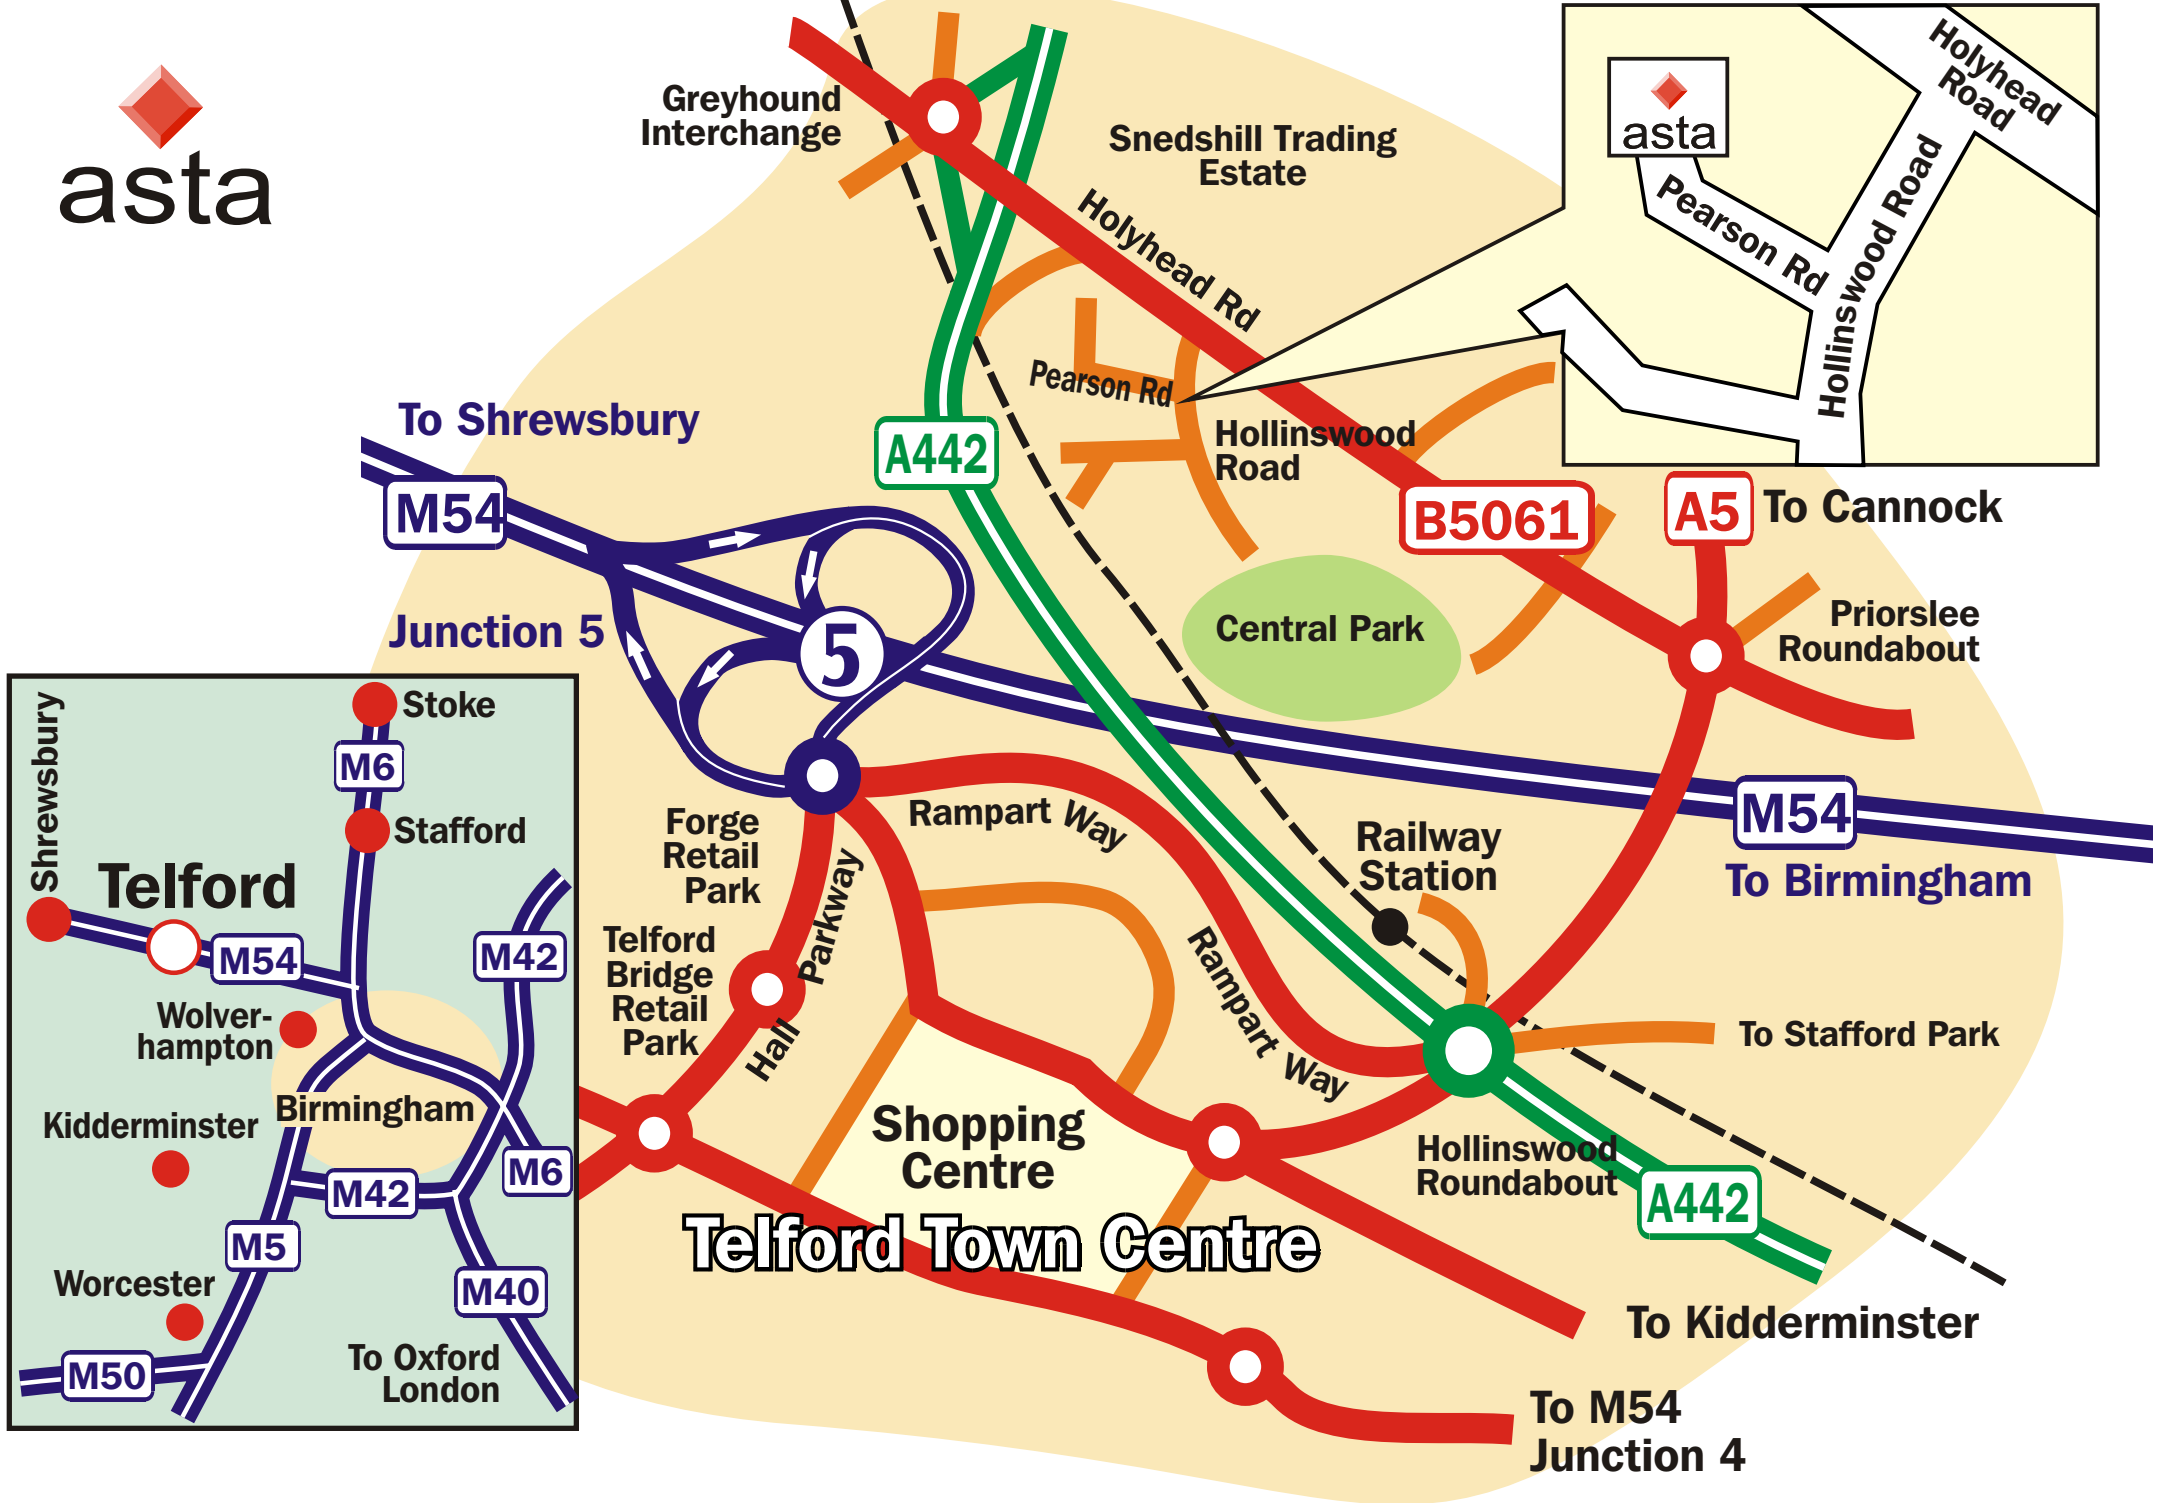 asta
Greyhound
Interchange
Snedshill Trading
Estate
Holyhead Rd
Pearson Rd
Hollinswood
Road
asta
Holyhead
Road
Pearson Rd
Hollinswood Road
To Shrewsbury
M54
A442
B5061
A5
To Cannock
Junction 5
5
Central Park
Priorslee
Roundabout
M54
To Birmingham
Forge
Retail
Park
Rampart Way
Railway
Station
Telford
Bridge
Retail
Park
Hall Parkway
Rampart Way
To Stafford Park
Shopping
Centre
Hollinswood
Roundabout
A442
Telford Town Centre
To Kidderminster
To M54
Junction 4
Shrewsbury
Stoke
M6
Stafford
Telford
M54
M42
Wolver-
hampton
Birmingham
Kidderminster
M6
M42
M5
Worcester
M40
To Oxford
London
M50